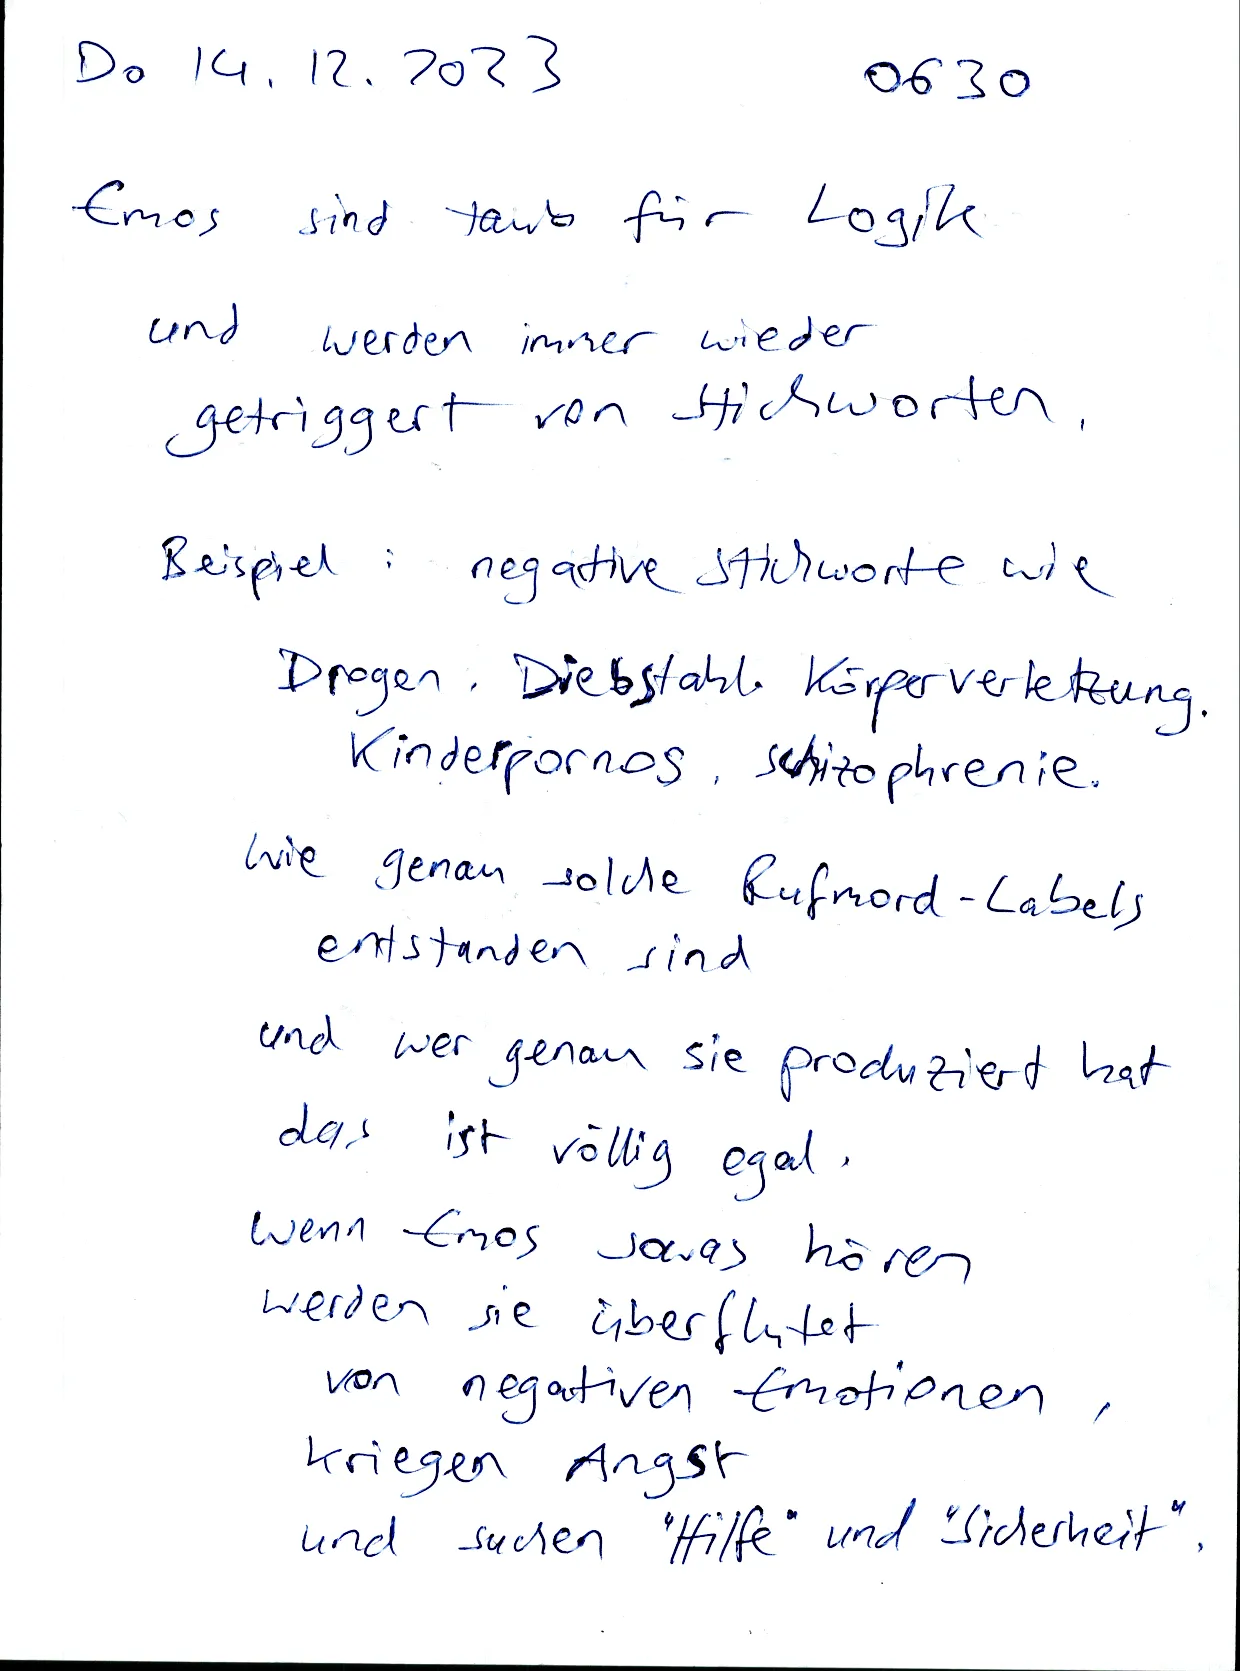 Do 14.12.2023 0630
Emos sind taub für Logik
und werden immer wieder
getriggert von Stichworten.
Beispiel: negative Stichworte wie
Drogen. Diebstahl. Körperverletzung.
Kinderpornos. schizophrenie.
wie genau solche Rufmord-Labels
entstanden sind
und wer genau sie produziert hat
das ist völlig egal.
wenn Emos sowas hören
werden sie überflutet
von negativen Emotionen,
kriegen Angst
und suchen "Hilfe" und "Sicherheit".